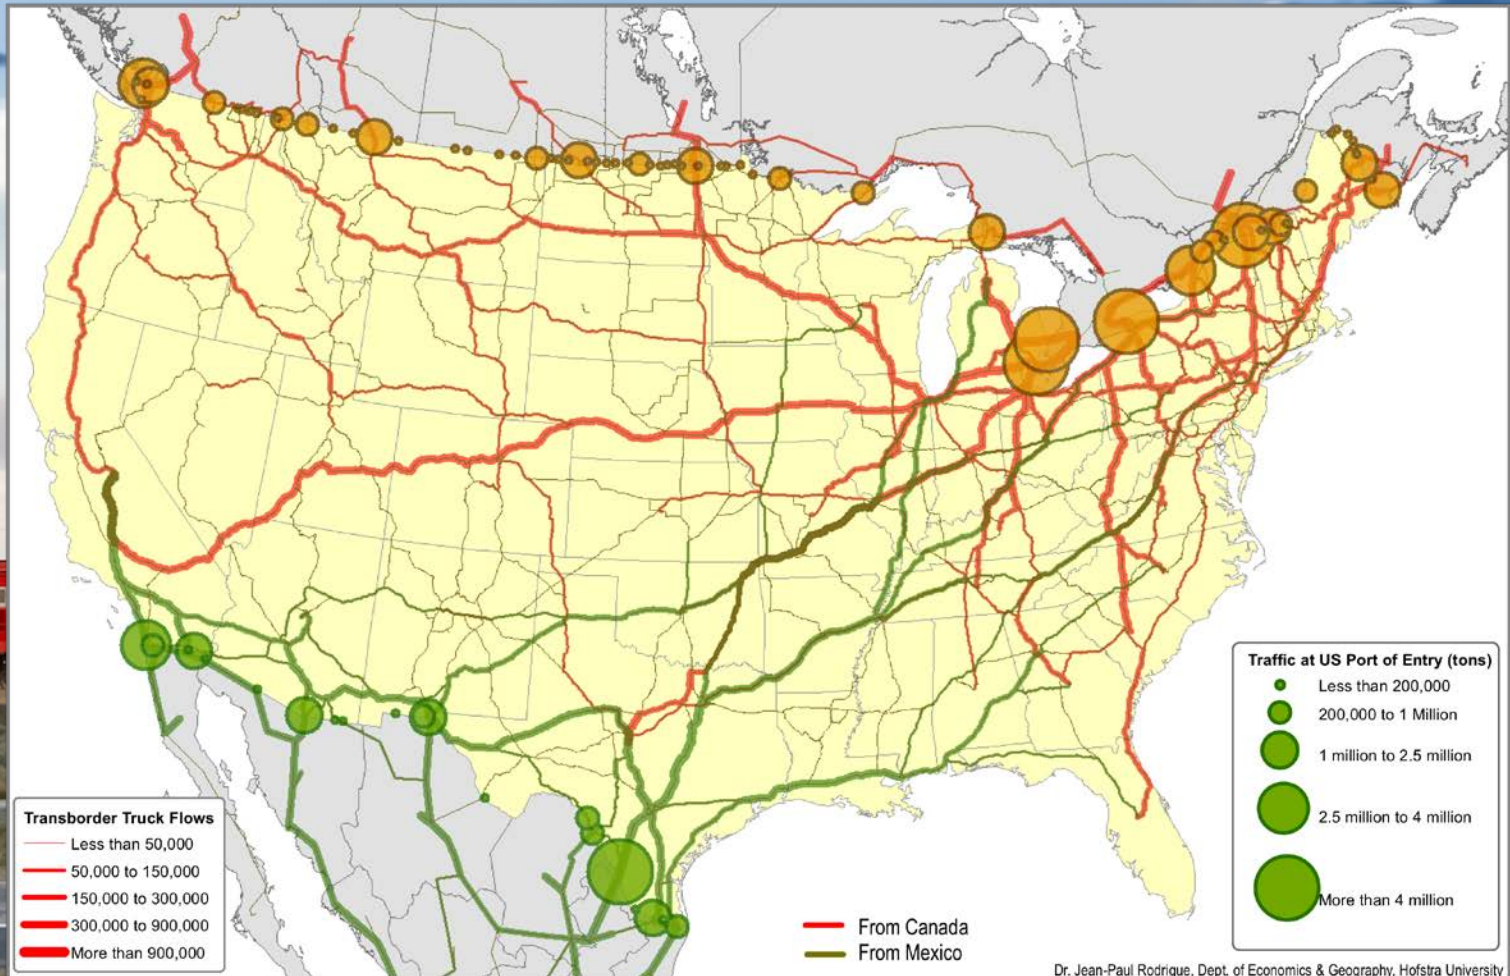 Transborder Truck Flows
Less than 50,000
50,000 to 150,000
150,000 to 300,000
300,000 to 900,000
More than 900,000
From Canada
From Mexico
Traffic at US Port of Entry (tons)
Less than 200,000
200,000 to 1 Million
1 million to 2.5 million
2.5 million to 4 million
More than 4 million
Dr. Jean-Paul Rodrigue, Dept. of Economics & Geography, Hofstra University